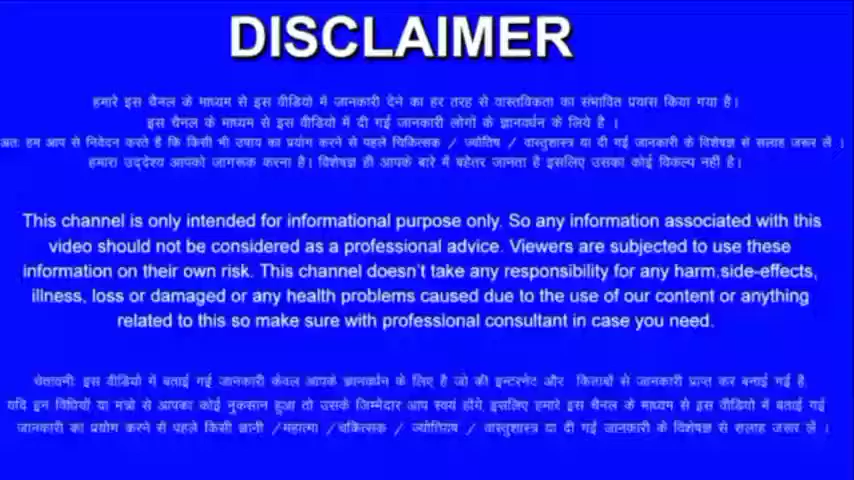 DISCLAIMER
हमारे इस चैनल के माध्यम से इस वीडियो में जानकारी देने का हर तरह से वास्तविकता का संभावित प्रयास किया गया है।
इस चैनल के माध्यम से इस वीडियो में दी गई जानकारी लोगों के ज्ञानवर्धन के लिये है ।
अतः हम आप से निवेदन करते है कि किसी भी उपाय का प्रयोग करने से पहले चिकित्सक / ज्योतिष / वास्तुशास्त्र या दी गई जानकारी के विशेषज्ञ से सलाह जरूर लें ।
हमारा उद्देश्य आपको जागरूक करना है। विशेषज्ञ ही आपके बारे में बहेतर जानता है इसलिए उसका कोई विकल्प नहीं है।
This channel is only intended for informational purpose only. So any information associated with this
video should not be considered as a professional advice. Viewers are subjected to use these
information on their own risk. This channel doesn't take any responsibility for any harm,side-effects,
illness, loss or damaged or any health problems caused due to the use of our content or anything
related to this so make sure with professional consultant in case you need.
चेतावनी: इस वीडियो में बताई गई जानकारी केवल आपके ज्ञानवर्धन के लिए है जो की इन्टरनेट और किताबों से जानकारी प्राप्त कर बनाई गई है,
यदि इन विधियों या मंत्रो से आपका कोई नुकसान हुआ तो उसके जिम्मेदार आप स्वयं होंगे, इसलिए हमारे इस चैनल के माध्यम से इस वीडियो में बताई गई
जानकारी का प्रयोग करने से पहले किसी ज्ञानी /महात्मा /चकित्सक / ज्योतिषष / वास्तुशास्त्र या दी गई जानकारी के विशेषज्ञ से सलाह जरूर लें ।